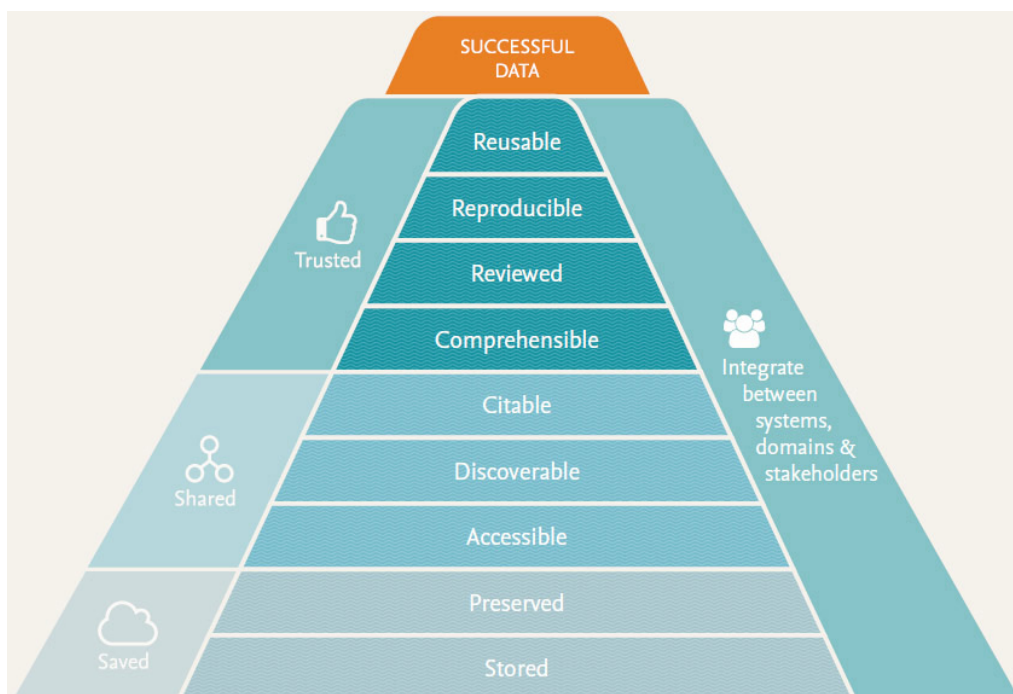 SUCCESSFUL
DATA
Reusable
Reproducible
Reviewed
Comprehensible
Citable
Discoverable
Accessible
Preserved
Stored
Trusted
Shared
Saved
Integrate
between
systems,
domains &
stakeholders